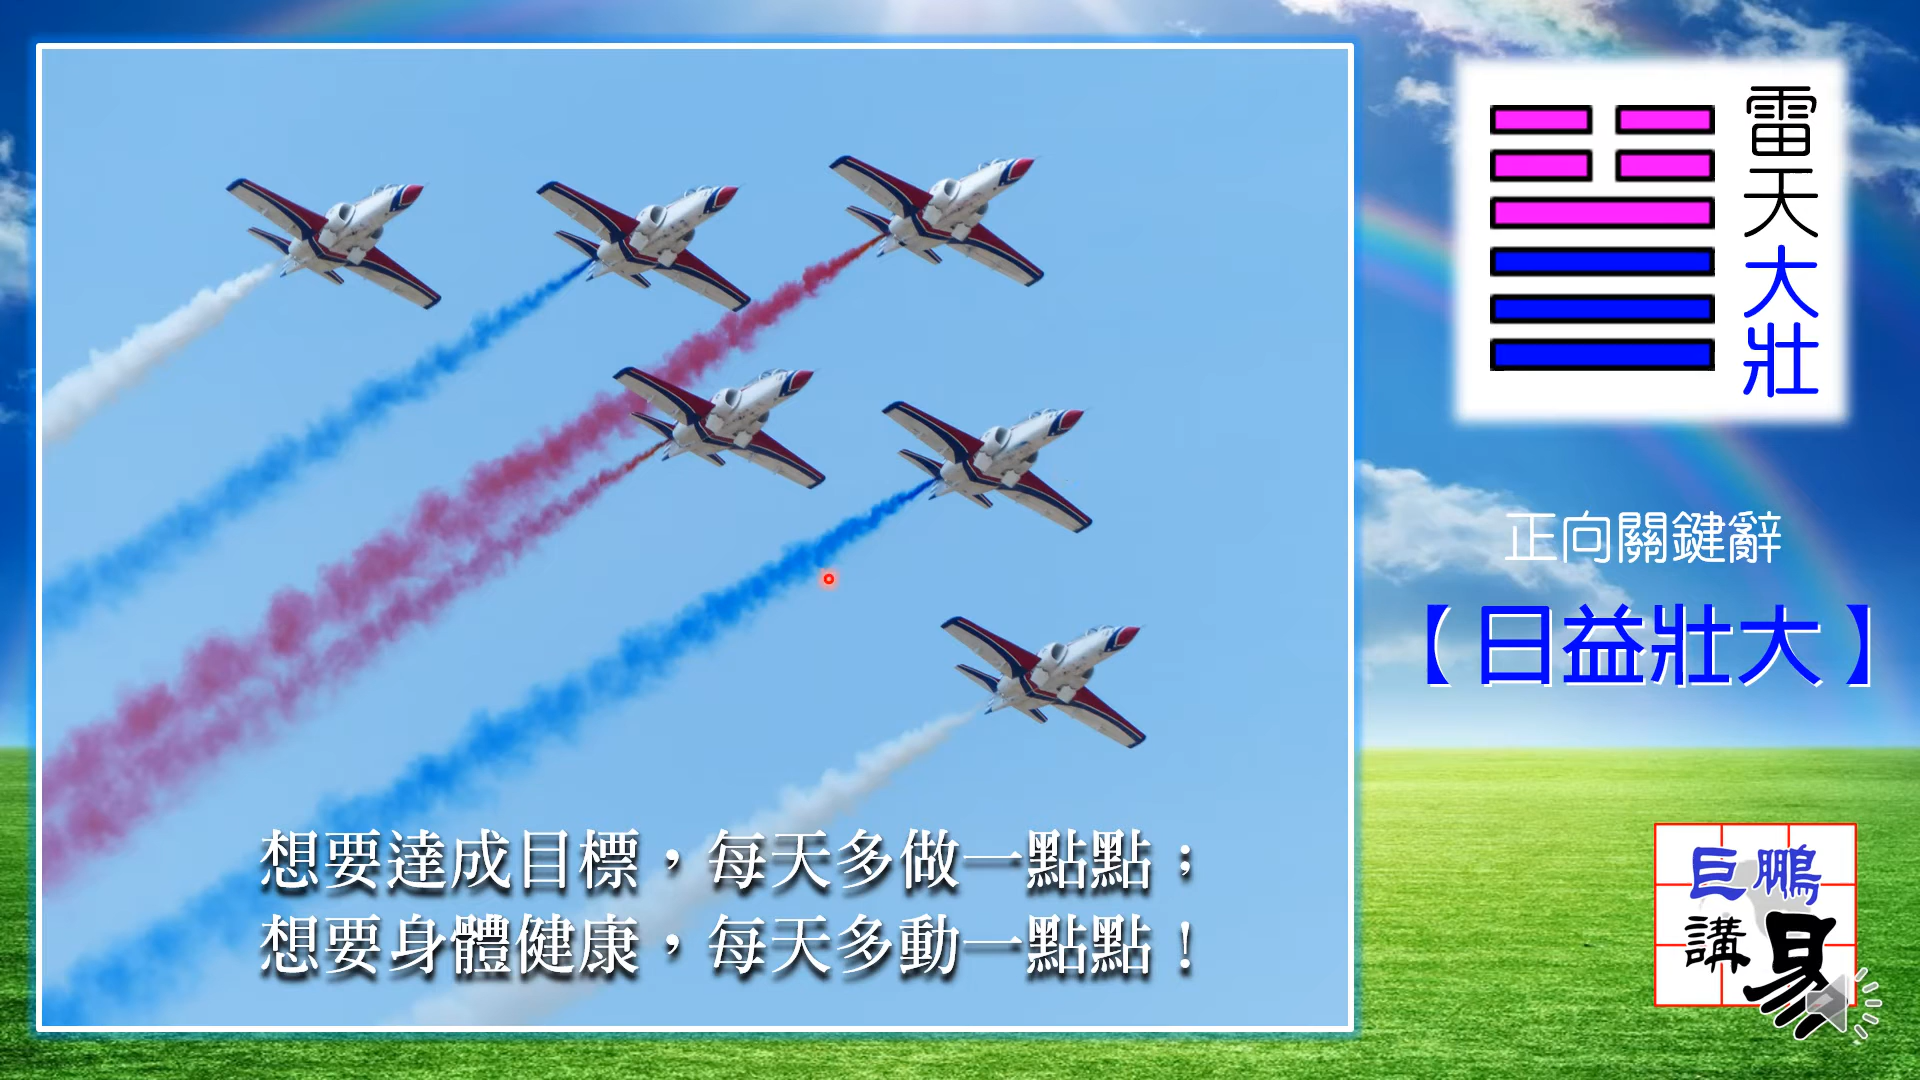 雷天大壯
正向關鍵辭
【日益壯大】
想要達成目標，每天多做一點點；
想要身體健康，每天多動一點點！
巨鵬
講易